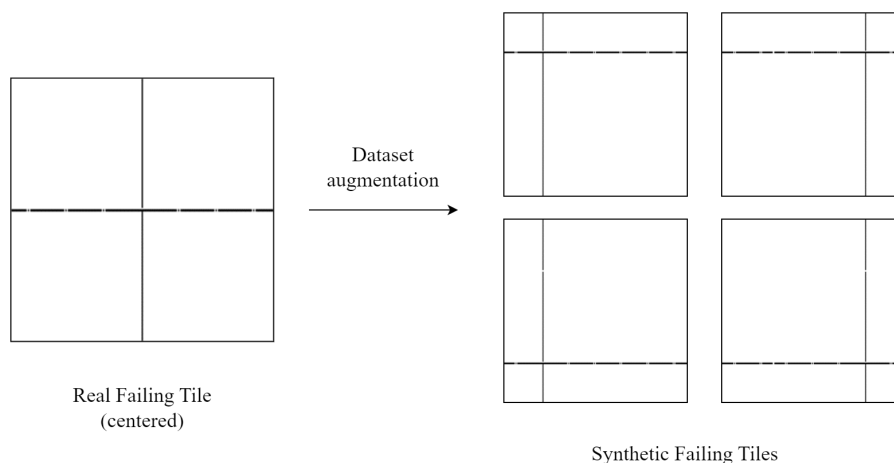 Dataset
augmentation
Real Failing Tile
(centered)
Synthetic Failing Tiles